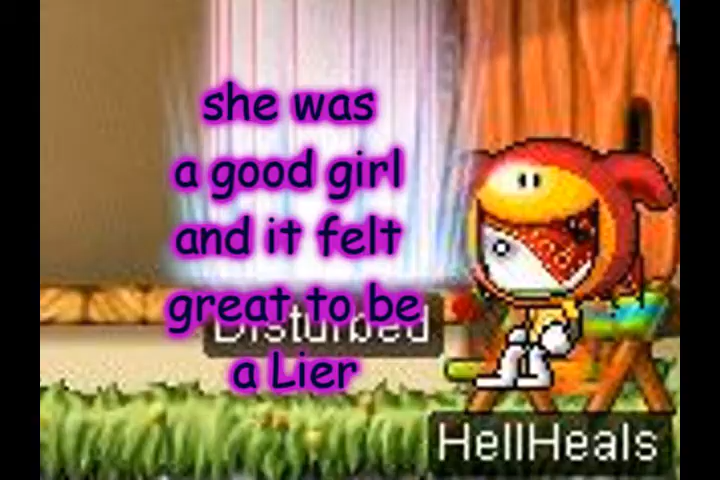 she was
a good girl
and it felt
great to be
Disturbed
a Lier
HellHeals